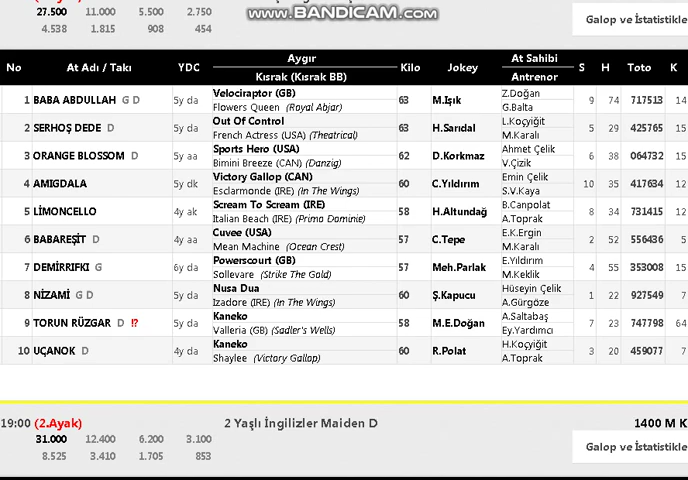 www.BANDICAM.com
27.500 11.000 5.500 2.750
Galop ve İstatistikle
4.538 1.815 908 454
No At Adı / Takı YDC Aygır Kısrak (Kısrak BB) Kilo Jokey At Sahibi Antrenor S H Toto K
1 BABA ABDULLAH G D 5y da Velociraptor (GB) 63 M.Işık Z.Doğan 9 74 717513 14
Flowers Queen (Royal Abjar) G.Balta
2 SERHOŞ DEDE D 5y da Out Of Control 63 H.Sarıdal L.Koçyiğit 5 29 425765 15
French Actress (USA) (Theatrical) M.Karalı
3 ORANGE BLOSSOM D 5y aa Sports Hero (USA) 62 D.Korkmaz Ahmet Çelik 6 38 064732 15
Bimini Breeze (CAN) (Danzig) V.Çizik
4 AMIGDALA 5y dk Victory Gallop (CAN) 60 C.Yıldırım Emin Çelik 10 35 417634 12
Esclarmonde (IRE) (In The Wings) S.V.Kaya
5 LİMONCELLO 4y ak Scream To Scream (IRE) 58 H.Altundağ B.Canpolat 8 34 731415 12
Italian Beach (IRE) (Primo Dominie) A.Toprak
6 BABAREŞİT D 4y aa Cuvee (USA) 57 C.Tepe E.K.Ergin 2 52 556436 5
Mean Machine (Ocean Crest) M.Karalı
7 DEMİRRIFKI G 6y da Powerscourt (GB) 57 Meh.Parlak E.Yıldırım 4 55 353008 15
Sollevare (Strike The Gold) M.Keklik
8 NİZAMİ G D 5y da Nusa Dua 60 Ş.Kapucu Hüseyin Çelik 1 22 927549 7
Izadore (IRE) (In The Wings) A.Gürgöze
9 TORUN RÜZGAR D !? 5y da Kaneko 58 M.E.Doğan A.Saltabaş 7 23 747798 64
Valleria (GB) (Sadler's Wells) Ey.Yardımcı
10 UÇANOK D 4y da Kaneko 60 R.Polat H.Koçyiğit 3 20 459077 7
Shaylee (Victory Gallop) A.Toprak
19:00 (2.Ayak) 2 Yaşlı İngilizler Maiden D 1400 M K
31.000 12.400 6.200 3.100
Galop ve İstatistikle
8.525 3.410 1.705 853